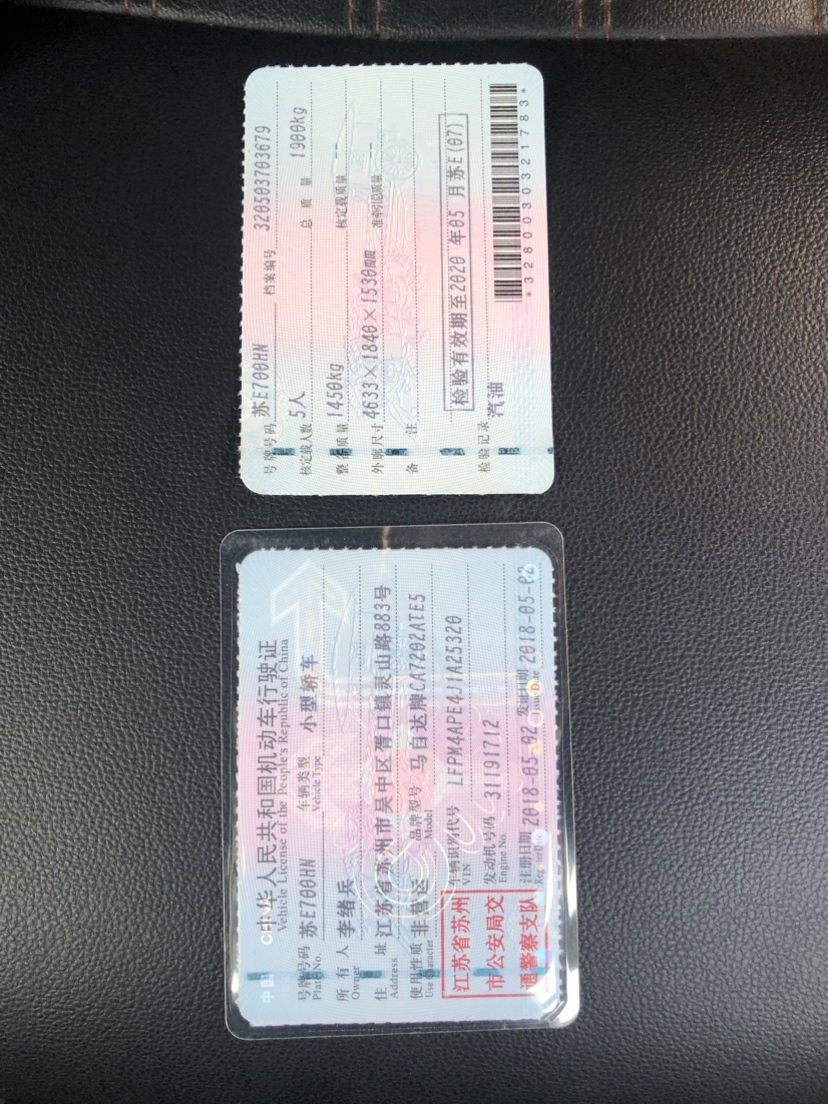 号牌号码 苏E700HN 档案编号 320503703679
核定载人数 5人 总质量 1900kg
整备质量 1450kg 核定载质量 --
外廓尺寸 4633×1840×1530mm 准牵引总质量 --
备注
检验有效期至2020年05月苏E(07)
检验记录
汽油
*3280030321783*
中国 CHINA
中华人民共和国机动车行驶证
Vehicle License of the People's Republic of China
号牌号码 苏E700HN 车辆类型 小型轿车
Plate No. Vehicle Type
所有人 李绪兵
Owner
住址 江苏省苏州市吴中区胥口镇灵山路883号
Address
使用性质 非营运 品牌型号 马自达牌CA7202ATE5
Use Character Model
江苏省苏州
市公安局交
通警察支队
车辆识别代号 LFPM4APE4J1A25320
VIN
发动机号码 31191712
Engine No.
注册日期 2018-05-02 发证日期 2018-05-02
Register Date Issue Date